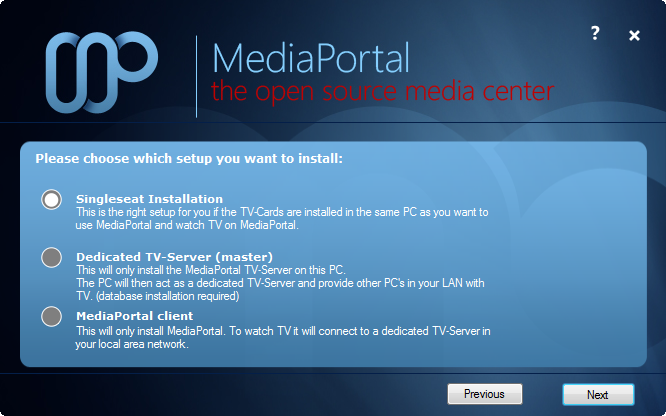 ? ×
MediaPortal
the open source media center
Please choose which setup you want to install:
Singleseat Installation
This is the right setup for you if the TV-Cards are installed in the same PC as you want to
use MediaPortal and watch TV on MediaPortal.
Dedicated TV-Server (master)
This will only install the MediaPortal TV-Server on this PC.
The PC will then act as a dedicated TV-Server and provide other PC's in your LAN with
TV. (database installation required)
MediaPortal client
This will only install MediaPortal. To watch TV it will connect to a dedicated TV-Server in
your local area network.
Previous
Next